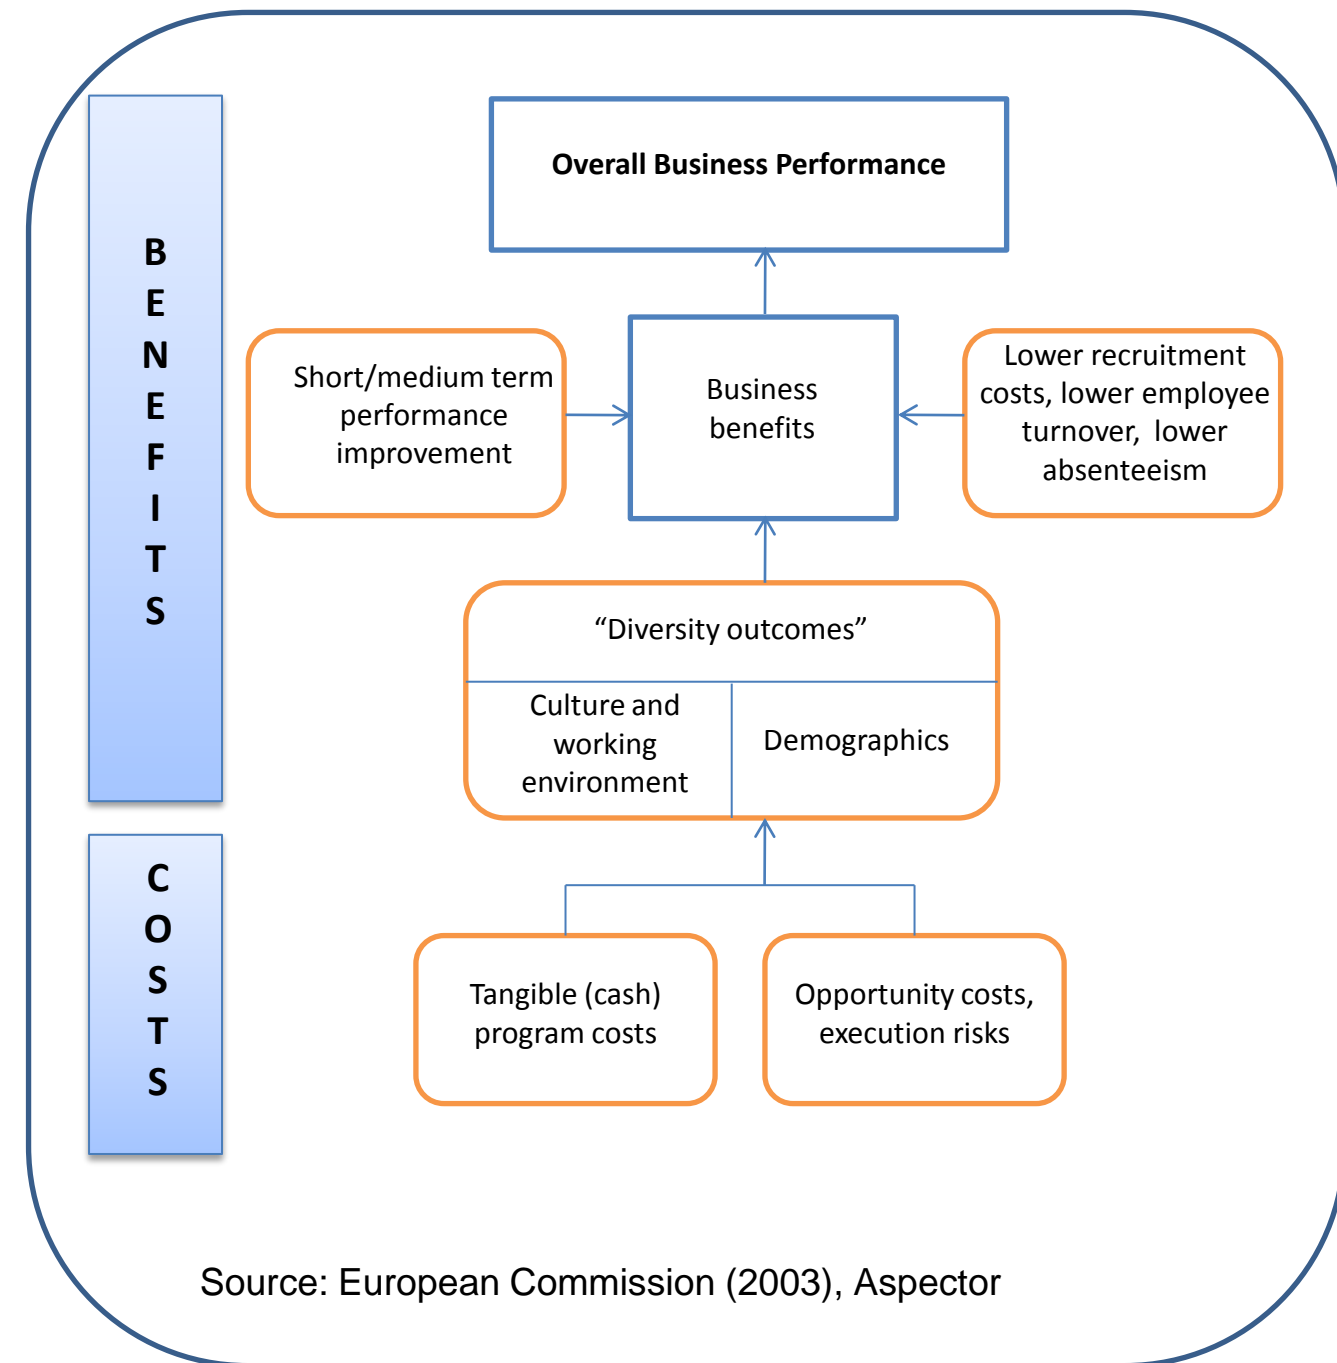 BENEFITS
Overall Business Performance
Short/medium term
performance
improvement
Business
benefits
Lower recruitment
costs, lower employee
turnover, lower
absenteeism
“Diversity outcomes”
Culture and
working
environment
Demographics
COSTS
Tangible (cash)
program costs
Opportunity costs,
execution risks
Source: European Commission (2003), Aspector